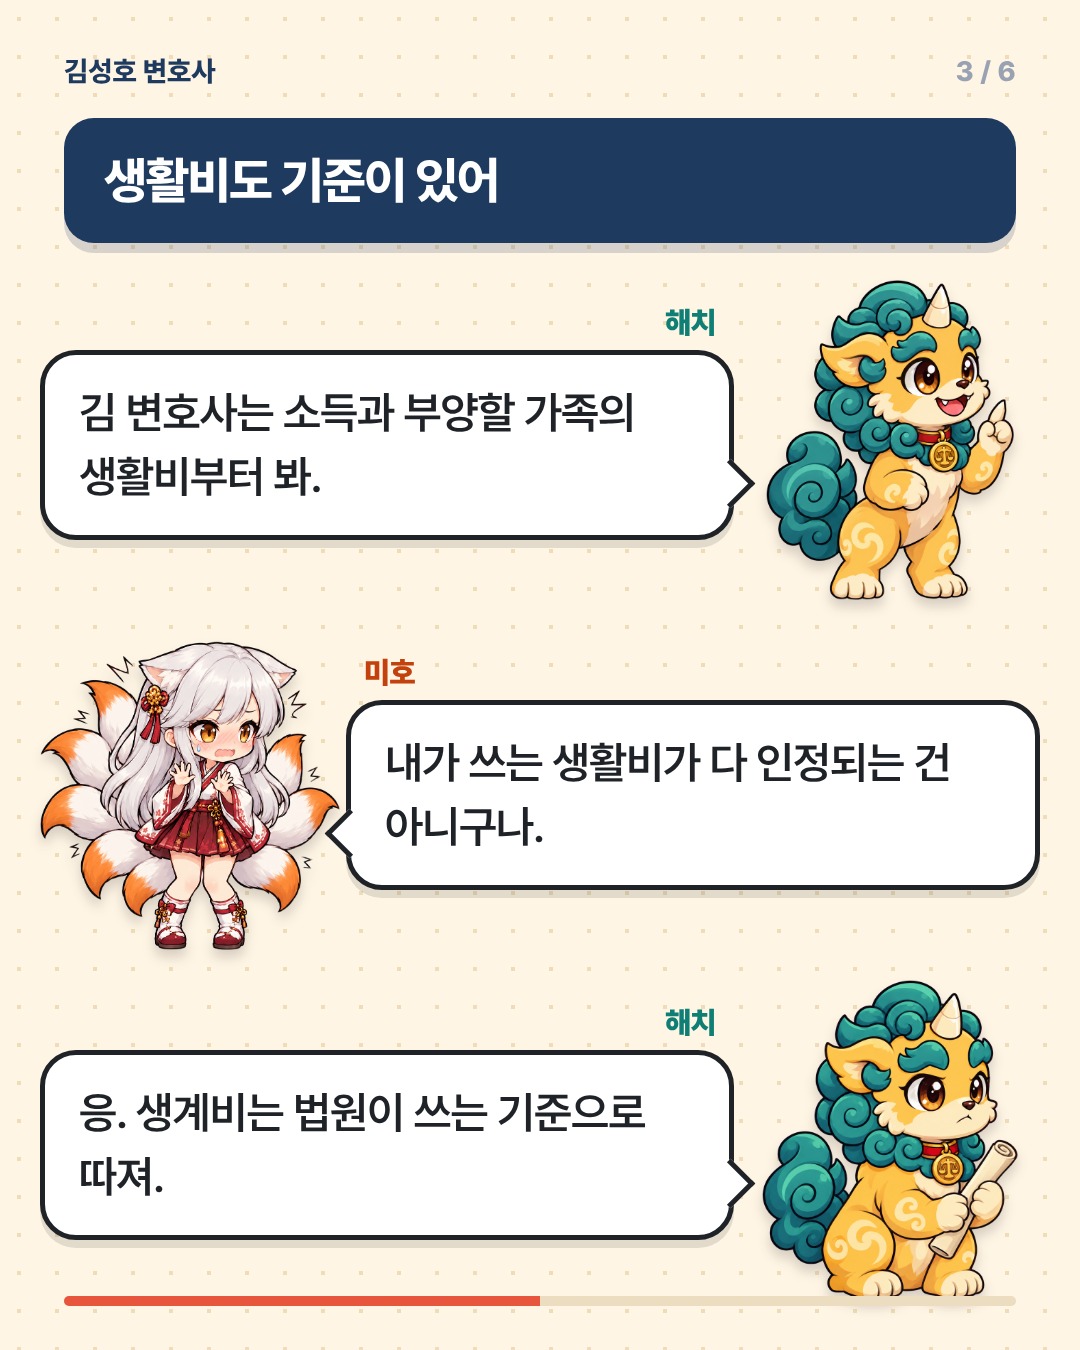 김성호 변호사
3 / 6
생활비도 기준이 있어
해치
김 변호사는 소득과 부양할 가족의
생활비부터 봐.
미호
내가 쓰는 생활비가 다 인정되는 건
아니구나.
해치
응. 생계비는 법원이 쓰는 기준으로
따져.